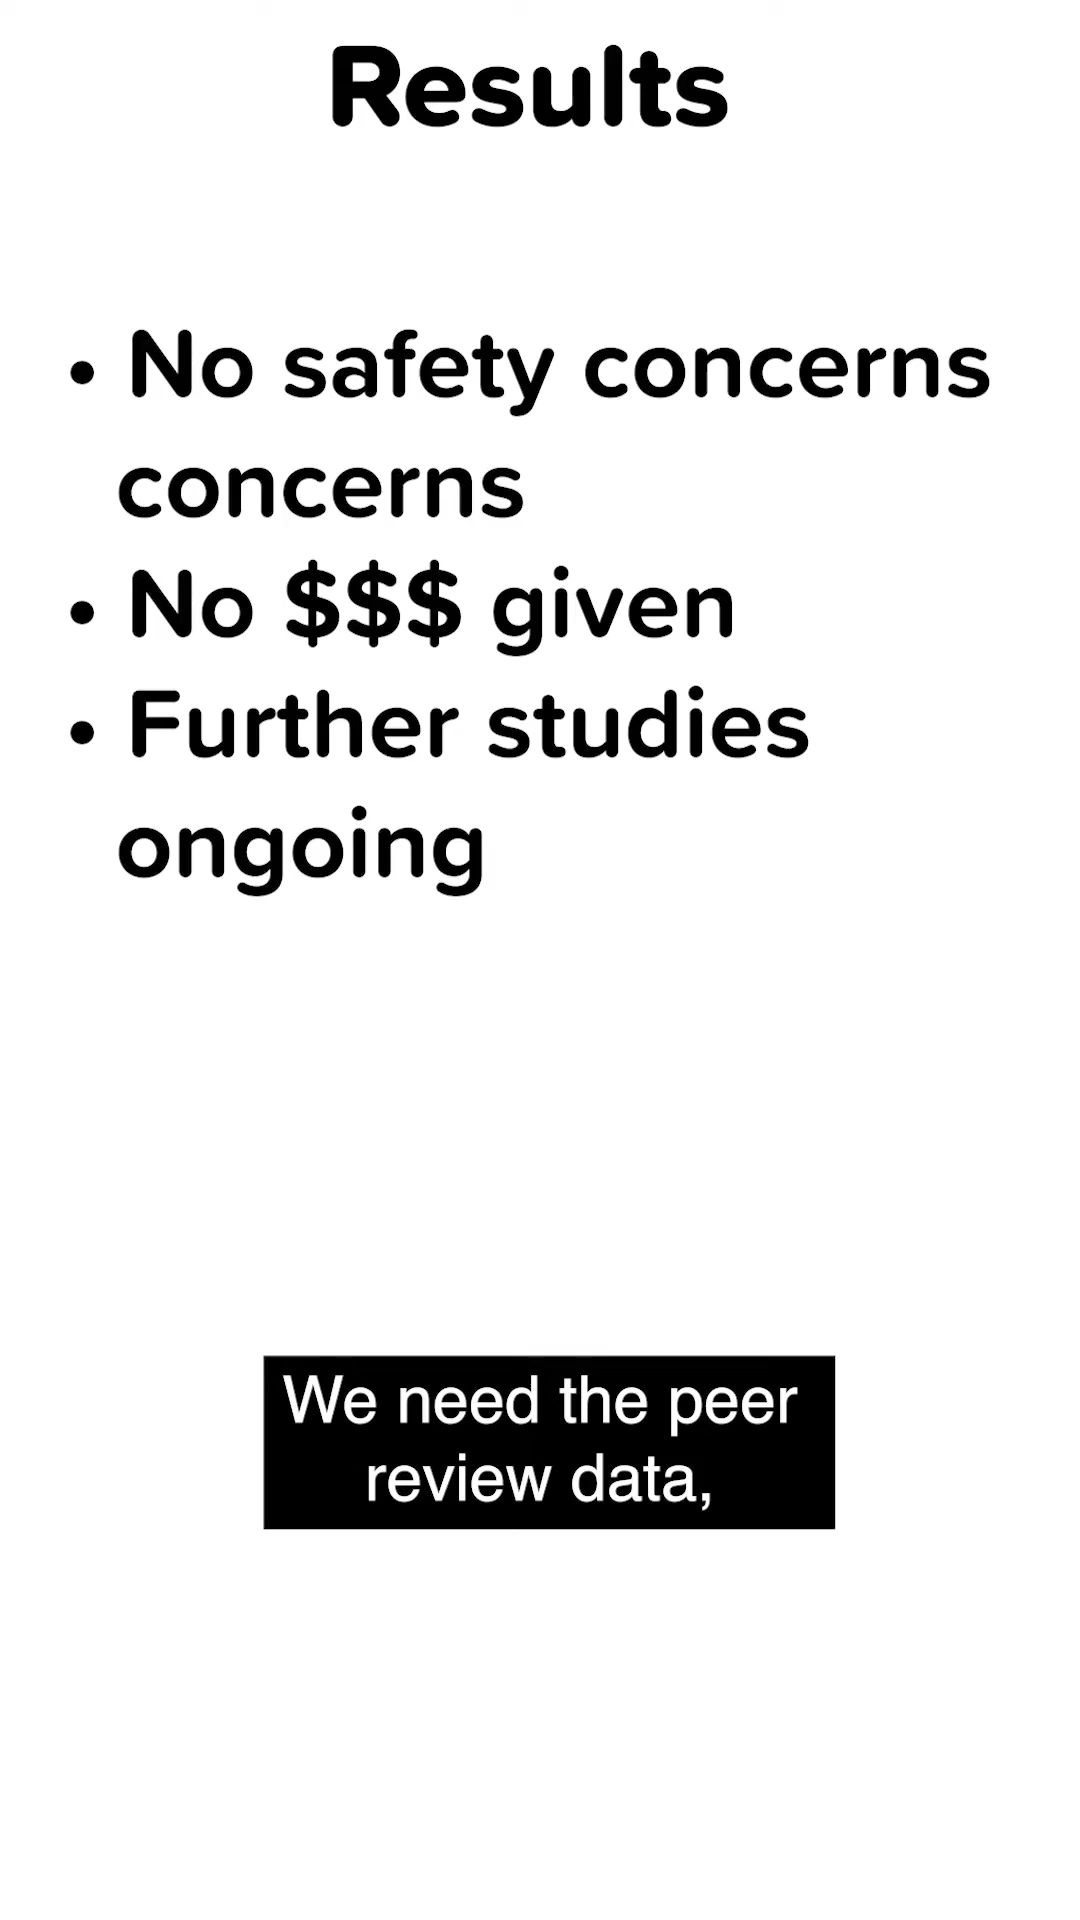 Results
• No safety concerns
concerns
• No $$$ given
• Further studies
ongoing
We need the peer
review data,